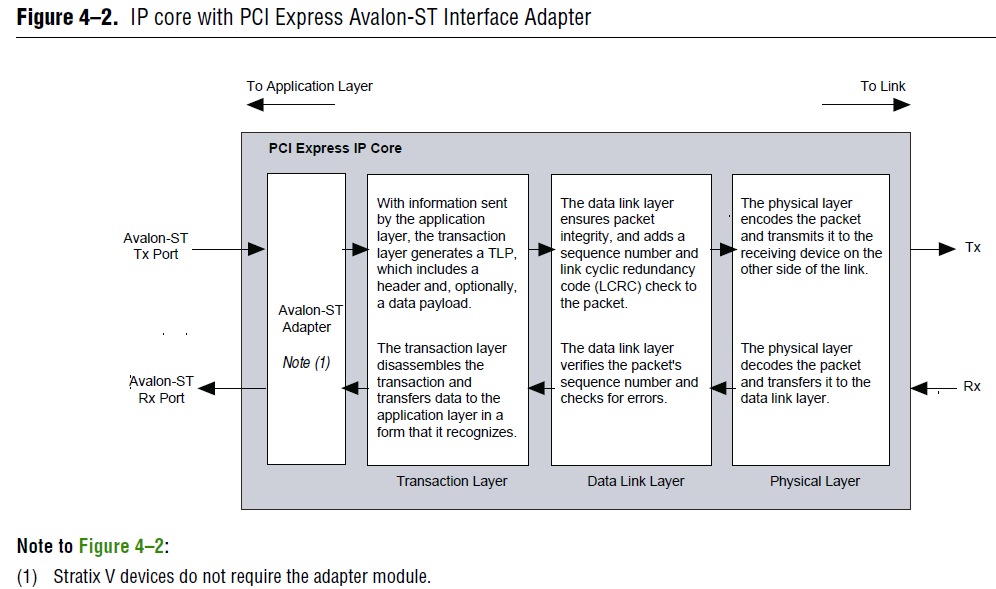 Figure 4–2. IP core with PCI Express Avalon-ST Interface Adapter
To Application Layer
To Link
PCI Express IP Core
Avalon-ST
Tx Port
Avalon-ST
Rx Port
Avalon-ST
Adapter
Note (1)
With information sent
by the application
layer, the transaction
layer generates a TLP,
which includes a
header and, optionally,
a data payload.
The transaction layer
disassembles the
transaction and
transfers data to the
application layer in a
form that it recognizes.
Transaction Layer
The data link layer
ensures packet
integrity, and adds a
sequence number and
link cyclic redundancy
code (LCRC) check to
the packet.
The data link layer
verifies the packet's
sequence number and
checks for errors.
Data Link Layer
The physical layer
encodes the packet
and transmits it to the
receiving device on the
other side of the link.
The physical layer
decodes the packet
and transfers it to the
data link layer.
Physical Layer
Tx
Rx
Note to Figure 4–2:
(1) Stratix V devices do not require the adapter module.